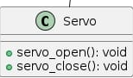 C Servo
servo_open(): void
servo_close(): void